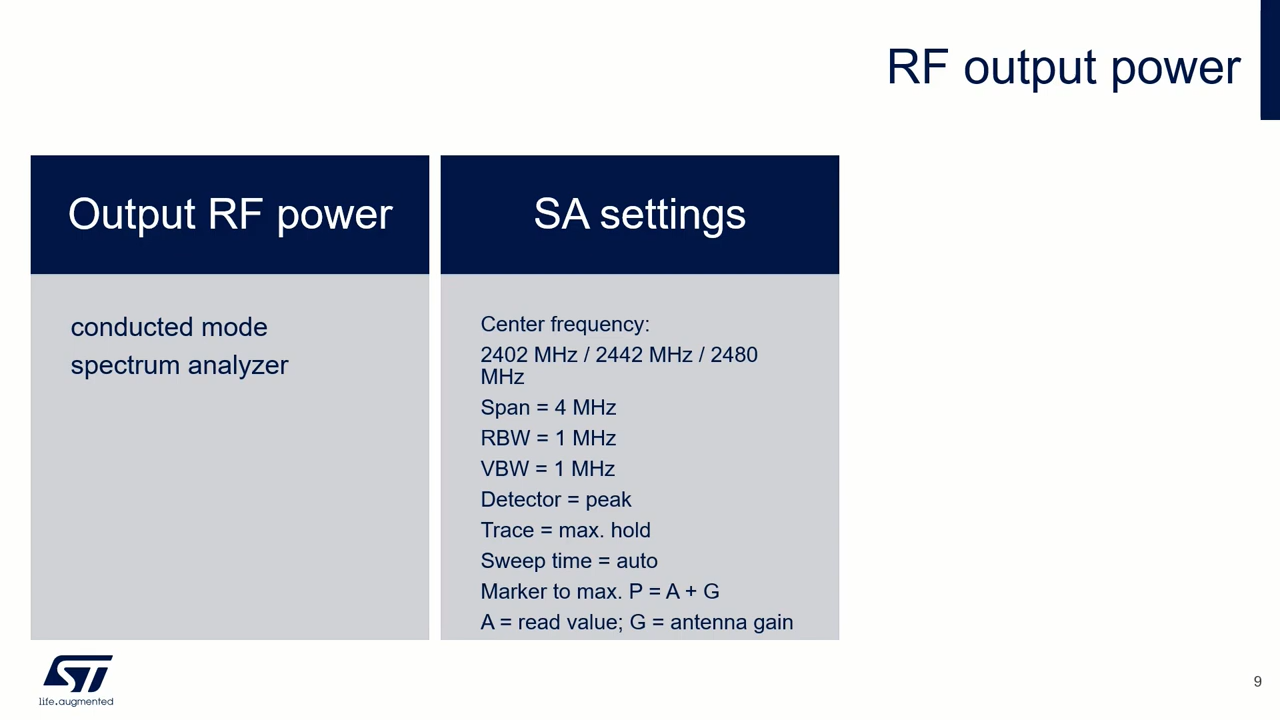 RF output power
Output RF power
conducted mode
spectrum analyzer
SA settings
Center frequency:
2402 MHz / 2442 MHz / 2480
MHz
Span = 4 MHz
RBW = 1 MHz
VBW = 1 MHz
Detector = peak
Trace = max. hold
Sweep time = auto
Marker to max. P = A + G
A = read value; G = antenna gain
ST
life.augmented
9